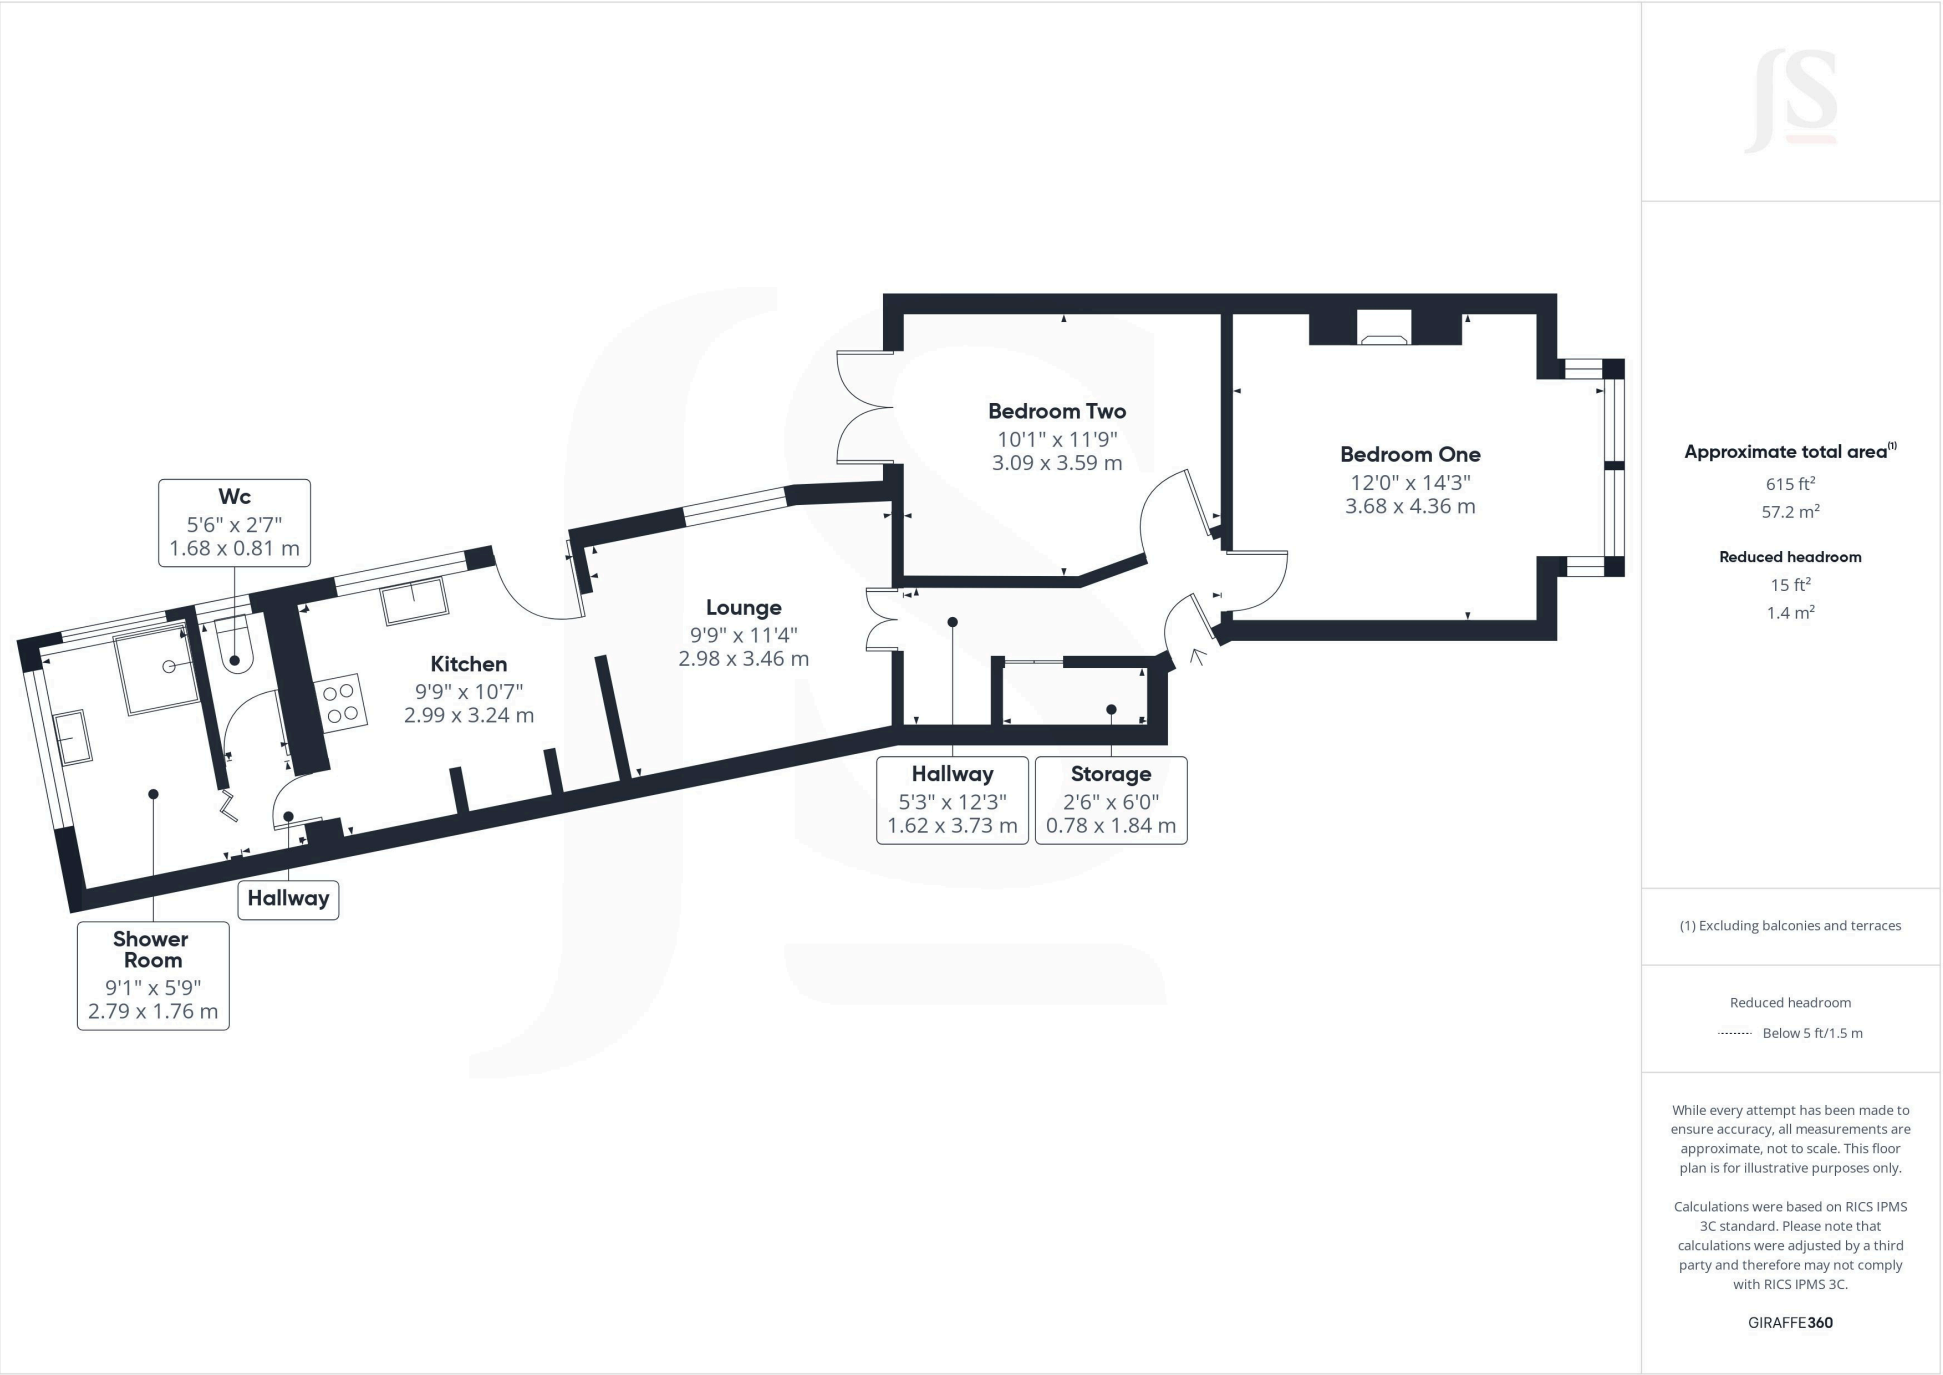 JS
Bedroom Two
10'1" x 11'9"
3.09 x 3.59 m
Bedroom One
12'0" x 14'3"
3.68 x 4.36 m
Wc
5'6" x 2'7"
1.68 x 0.81 m
Lounge
9'9" x 11'4"
2.98 x 3.46 m
Kitchen
9'9" x 10'7"
2.99 x 3.24 m
Hallway
5'3" x 12'3"
1.62 x 3.73 m
Storage
2'6" x 6'0"
0.78 x 1.84 m
Hallway
Shower
Room
9'1" x 5'9"
2.79 x 1.76 m
JS
Approximate total area(1)
615 ft²
57.2 m²
Reduced headroom
15 ft²
1.4 m²
(1) Excluding balconies and terraces
Reduced headroom
Below 5 ft/1.5 m
While every attempt has been made to
ensure accuracy, all measurements are
approximate, not to scale. This floor
plan is for illustrative purposes only.
Calculations were based on RICS IPMS
3C standard. Please note that
calculations were adjusted by a third
party and therefore may not comply
with RICS IPMS 3C.
GIRAFFE360